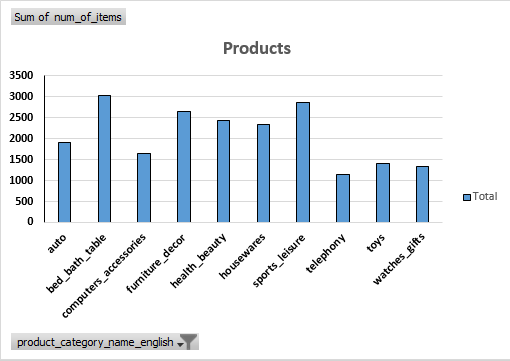 Sum of num_of_items
Products
3500
3000
2500
2000
1500
1000
500
0
auto
bed_bath_table
computers_accessories
furniture_decor
health_beauty
housewares
sports_leisure
telephony
toys
watches_gifts
Total
product_category_name_english